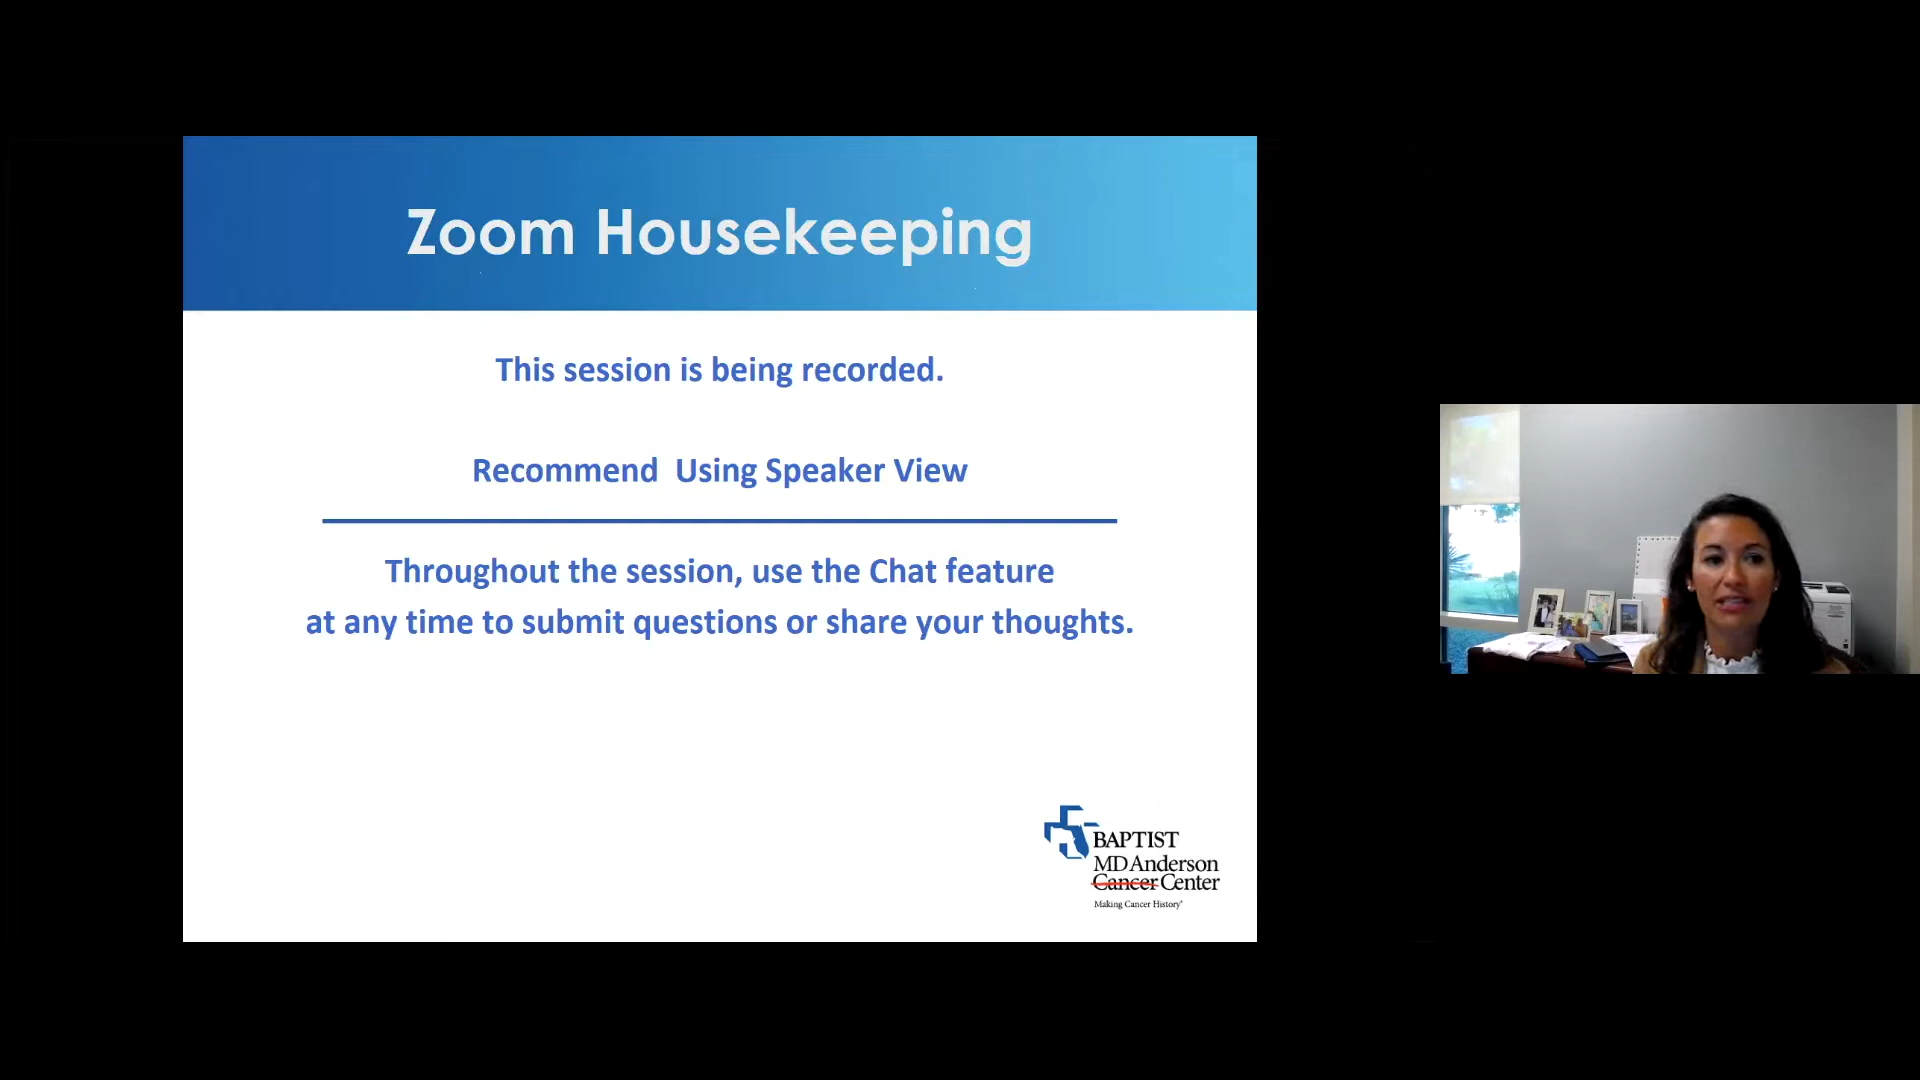 Zoom Housekeeping
This session is being recorded.
Recommend  Using Speaker View
Throughout the session, use the Chat feature
at any time to submit questions or share your thoughts.
BAPTIST
MD Anderson
Cancer Center
Making Cancer History®